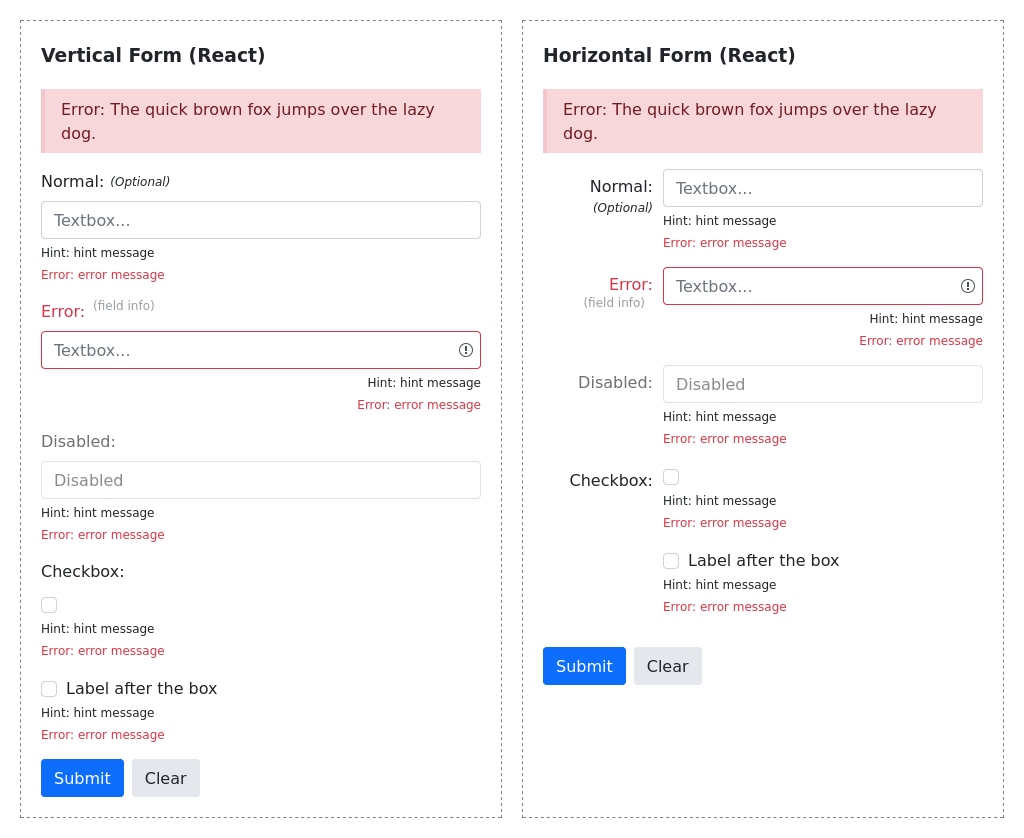 Vertical Form (React)
Error: The quick brown fox jumps over the lazy
dog.
Normal: (Optional)
Textbox...
Hint: hint message
Error: error message
Error: (field info)
Textbox...
Hint: hint message
Error: error message
Disabled:
Disabled
Hint: hint message
Error: error message
Checkbox:
Hint: hint message
Error: error message
Label after the box
Hint: hint message
Error: error message
Submit Clear
Horizontal Form (React)
Error: The quick brown fox jumps over the lazy
dog.
Normal: Textbox...
(Optional) Hint: hint message
Error: error message
Error: Textbox...
(field info)
Hint: hint message
Error: error message
Disabled: Disabled
Hint: hint message
Error: error message
Checkbox:
Hint: hint message
Error: error message
Label after the box
Hint: hint message
Error: error message
Submit Clear